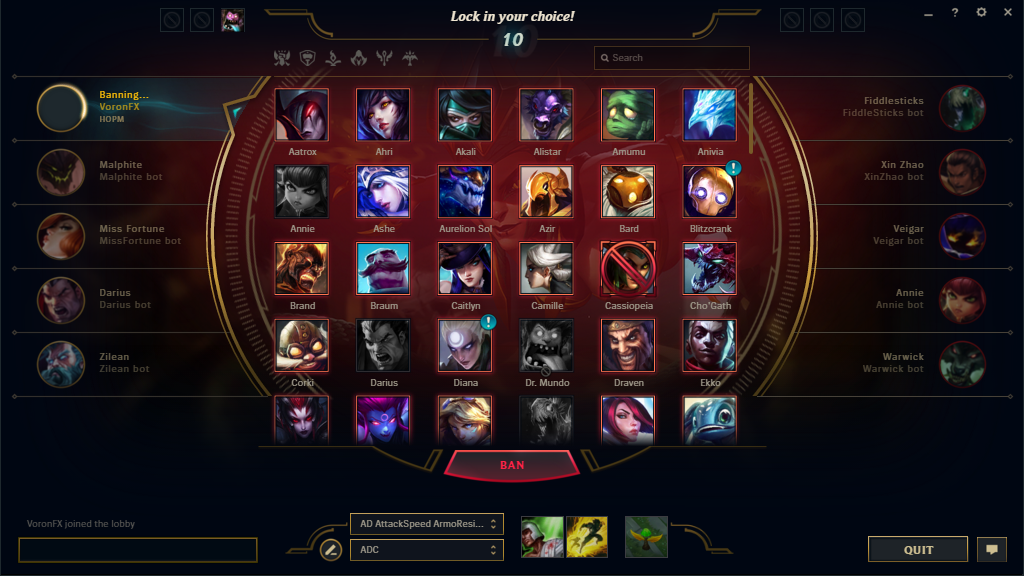 Lock in your choice!
10
?
Search
Banning...
VoronFX
HOPM
Malphite
Malphite bot
Miss Fortune
MissFortune bot
Darius
Darius bot
Zilean
Zilean bot
Aatrox
Ahri
Akali
Alistar
Amumu
Anivia
!
Annie
Ashe
Aurelion Sol
Azir
Bard
Blitzcrank
Brand
Braum
Caitlyn
Camille
Cassiopeia
Cho'Gath
!
Corki
Darius
Diana
Dr. Mundo
Draven
Ekko
Fiddlesticks
FiddleSticks bot
Xin Zhao
XinZhao bot
Veigar
Veigar bot
Annie
Annie bot
Warwick
Warwick bot
BAN
VoronFX joined the lobby
AD AttackSpeed ArmoResi...
ADC
QUIT